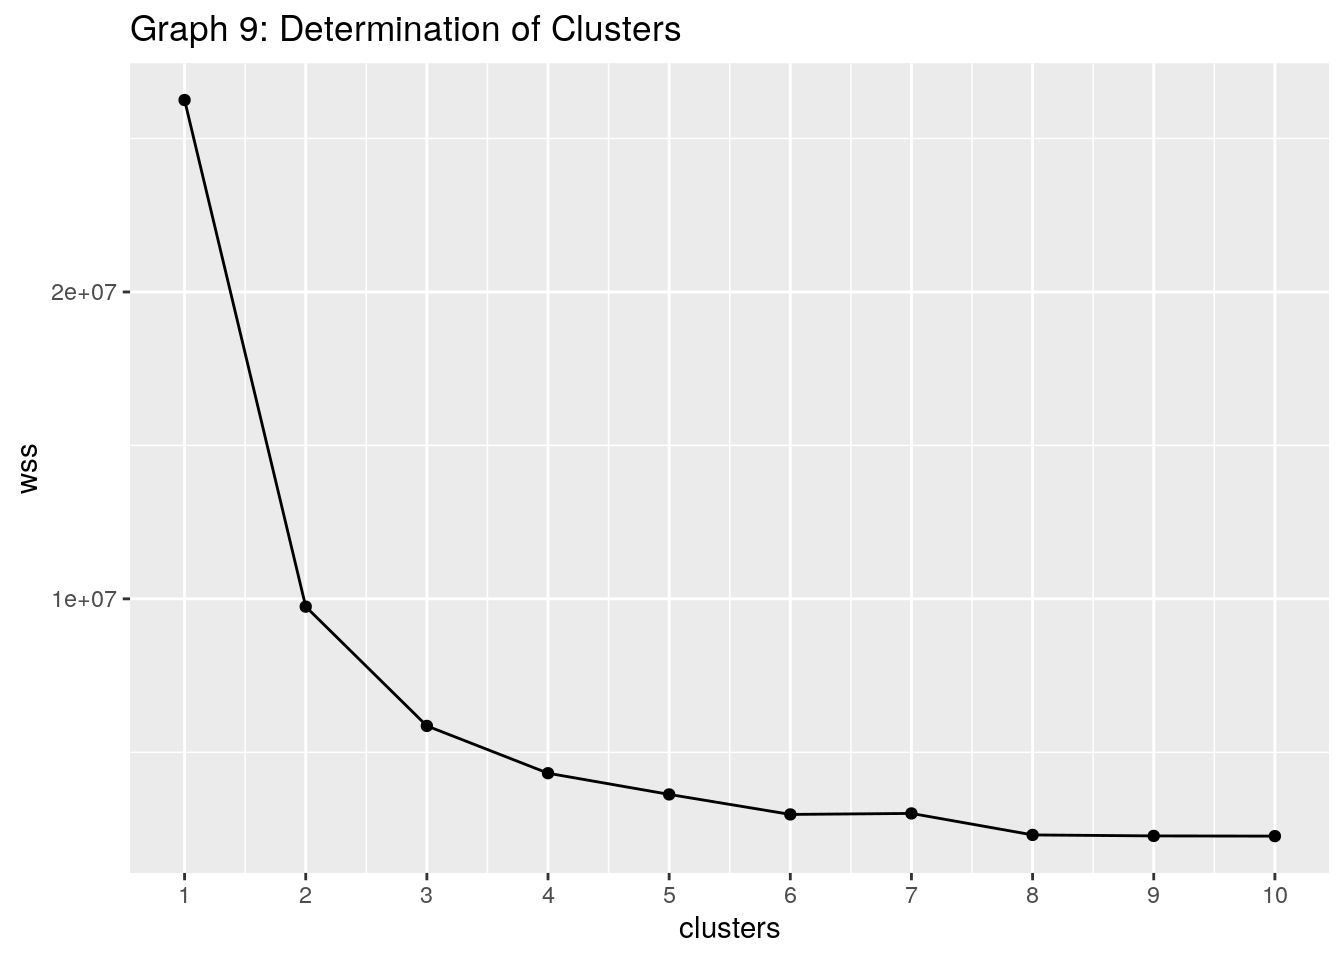 Graph 9: Determination of Clusters
wss
2e+07
1e+07
1 2 3 4 5 6 7 8 9 10
clusters